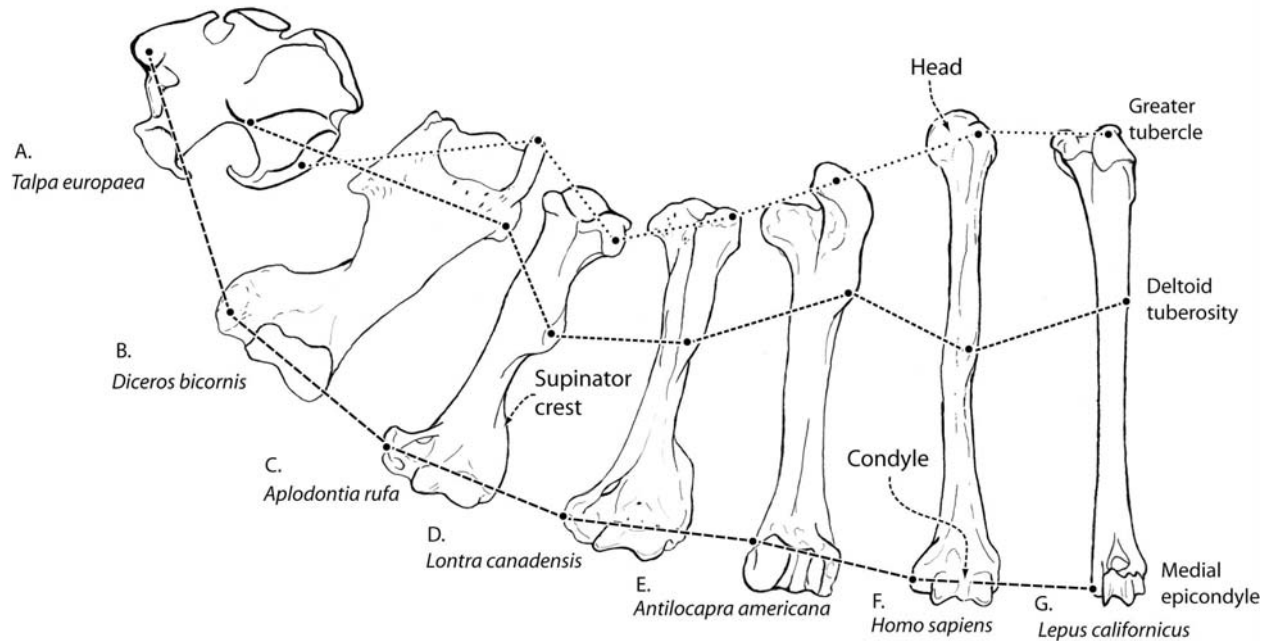 Head
Greater
tubercle
A.
Talpa europaea
Deltoid
tuberosity
B.
Diceros bicornis
Supinator
crest
C.
Aplodontia rufa
Condyle
D.
Lontra canadensis
E.
Antilocapra americana
F.
Homo sapiens
G.
Lepus californicus
Medial
epicondyle